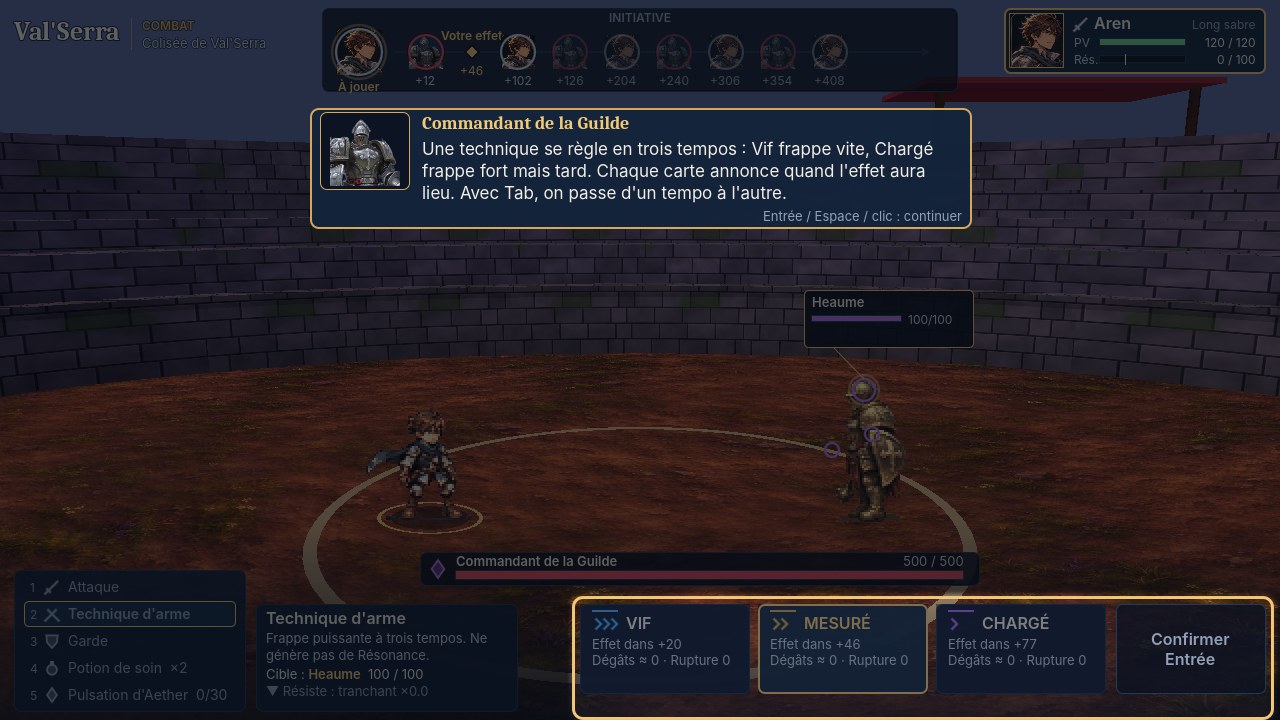 Val'Serra
COMBAT
Colisée de Val'Serra
INITIATIVE
Votre effet
À jouer
+12
+46
+102
+126
+204
+240
+306
+354
+408
Aren
Long sabre
PV
120 / 120
Rés.
0 / 100
Commandant de la Guilde
Une technique se règle en trois tempos : Vif frappe vite, Chargé
frappe fort mais tard. Chaque carte annonce quand l'effet aura
lieu. Avec Tab, on passe d'un tempo à l'autre.
Entrée / Espace / clic : continuer
Heaume
100/100
Commandant de la Guilde
500 / 500
1 Attaque
2 Technique d'arme
3 Garde
4 Potion de soin ×2
5 Pulsation d'Aether 0/30
Technique d'arme
Frappe puissante à trois tempos. Ne
génère pas de Résonance.
Cible : Heaume 100 / 100
▼ Résiste : tranchant ×0.0
VIF
Effet dans +20
Dégâts ≈ 0 · Rupture 0
MESURÉ
Effet dans +46
Dégâts ≈ 0 · Rupture 0
CHARGÉ
Effet dans +77
Dégâts ≈ 0 · Rupture 0
Confirmer
Entrée